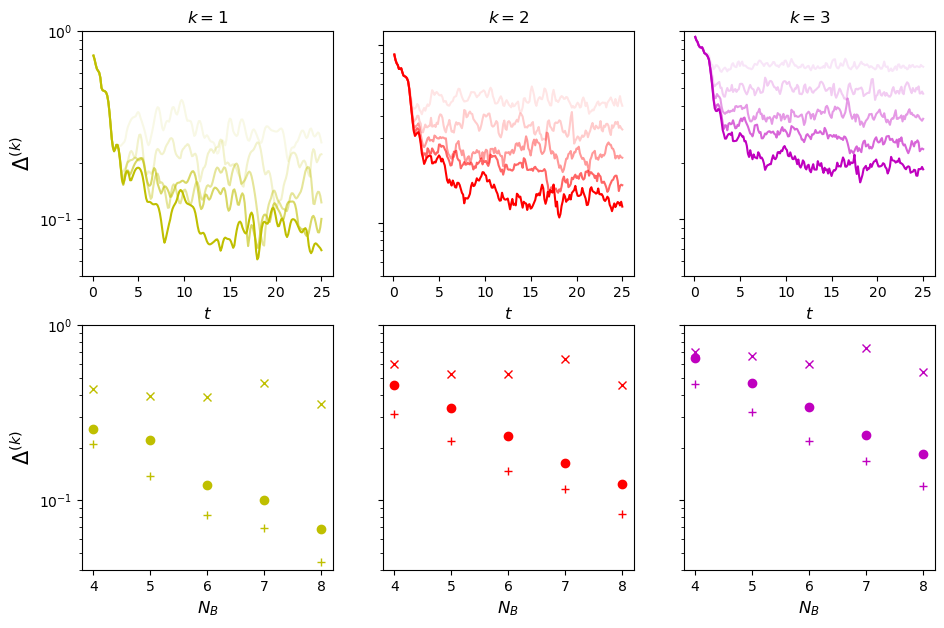 k = 1 k = 2 k = 3
10⁰
Δ⁽ᵏ⁾
10⁻¹
0 5 10 15 20 25 0 5 10 15 20 25 0 5 10 15 20 25
t t t
10⁰
Δ⁽ᵏ⁾
10⁻¹
4 5 6 7 8 4 5 6 7 8 4 5 6 7 8
N_B N_B N_B